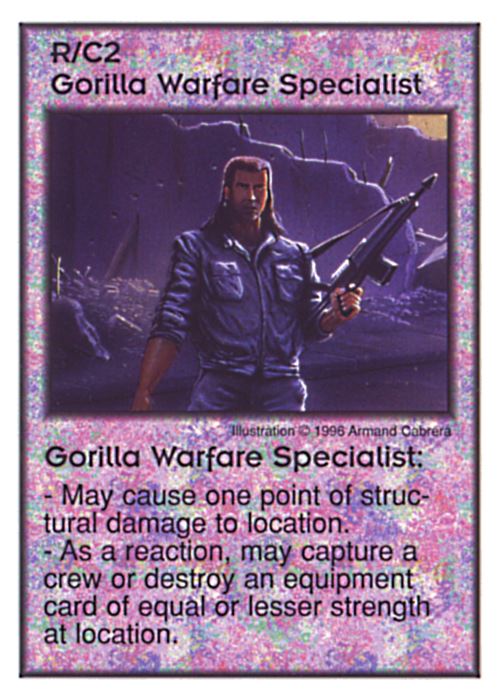 R/C2
Gorilla Warfare Specialist
Illustration © 1996 Armand Cabrera
Gorilla Warfare Specialist:
- May cause one point of struc-
tural damage to location.
- As a reaction, may capture a
crew or destroy an equipment
card of equal or lesser strength
at location.